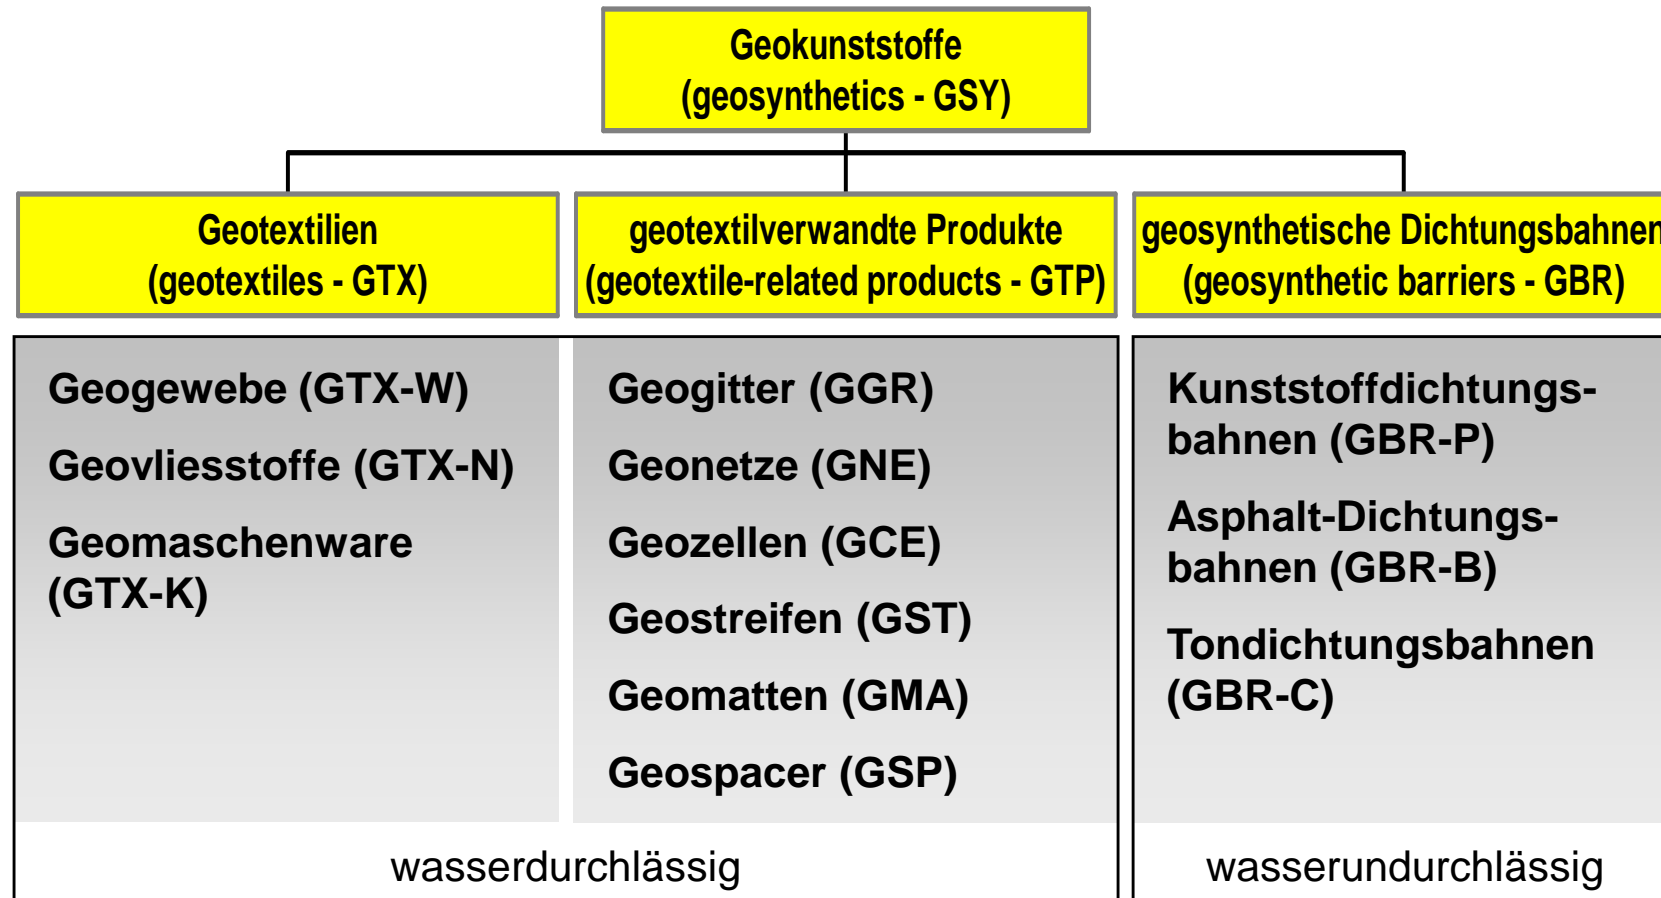 Geokunststoffe
(geosynthetics - GSY)
Geotextilien
(geotextiles - GTX)
geotextilverwandte Produkte
(geotextile-related products - GTP)
geosynthetische Dichtungsbahnen
(geosynthetic barriers - GBR)
Geogewebe (GTX-W)
Geovliesstoffe (GTX-N)
Geomaschenware
(GTX-K)
Geogitter (GGR)
Geonetze (GNE)
Geozellen (GCE)
Geostreifen (GST)
Geomatten (GMA)
Geospacer (GSP)
Kunststoffdichtungs-
bahnen (GBR-P)
Asphalt-Dichtungs-
bahnen (GBR-B)
Tondichtungsbahnen
(GBR-C)
wasserdurchlässig
wasserundurchlässig